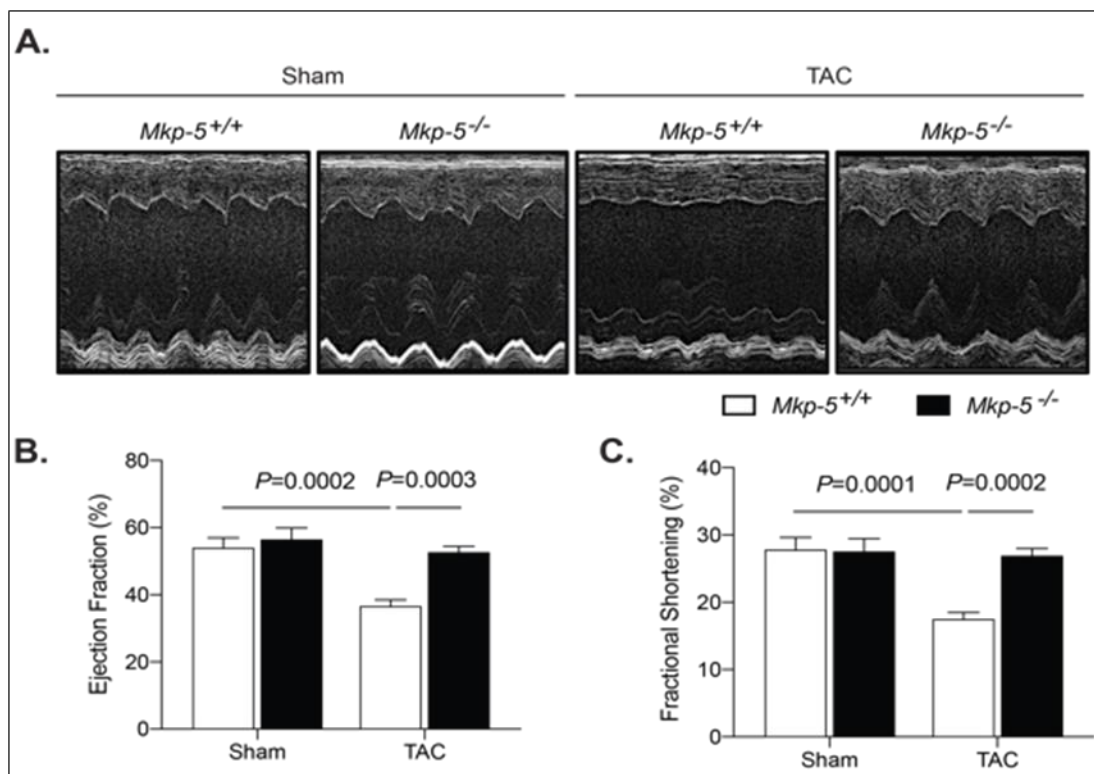 A.
Sham TAC
Mkp-5+/+ Mkp-5-/- Mkp-5+/+ Mkp-5-/-
Mkp-5+/+ Mkp-5-/-
B.
Ejection Fraction (%)
80
60
40
20
0
P=0.0002 P=0.0003
Sham TAC
C.
Fractional Shortening (%)
40
30
20
10
0
P=0.0001 P=0.0002
Sham TAC